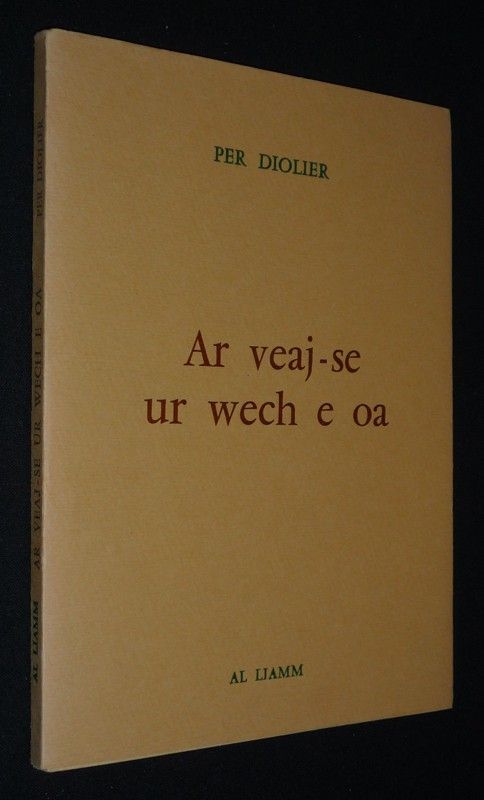 PER DIOLIER
Ar veaj-se
ur wech e oa
AL LIAMM
AL LIAMM AR VEAJ-SE UR WECH E OA PER DIOLIER